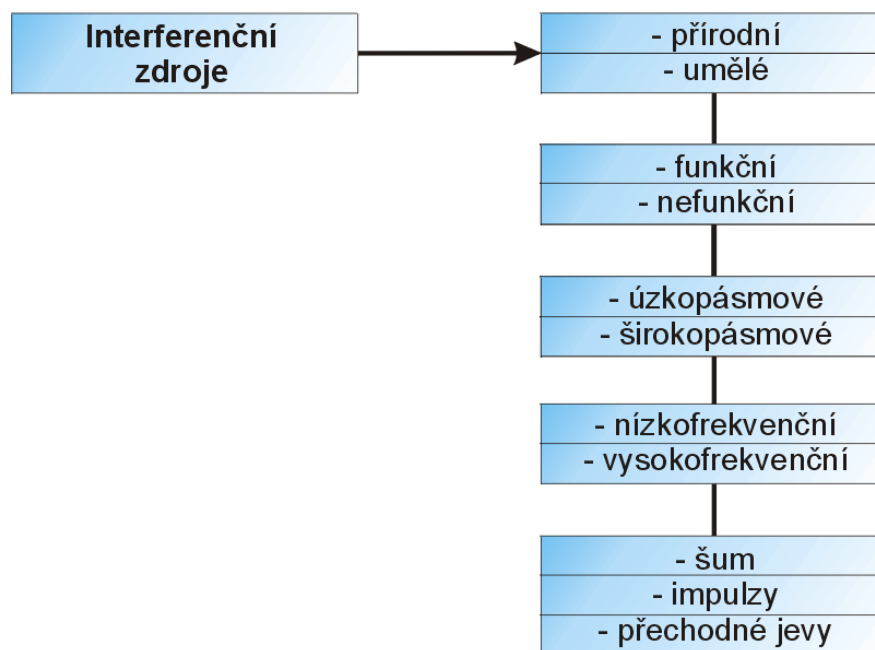 Interferenční
zdroje
- přírodní
- umělé
- funkční
- nefunkční
- úzkopásmové
- širokopásmové
- nízkofrekvenční
- vysokofrekvenční
- šum
- impulzy
- přechodné jevy